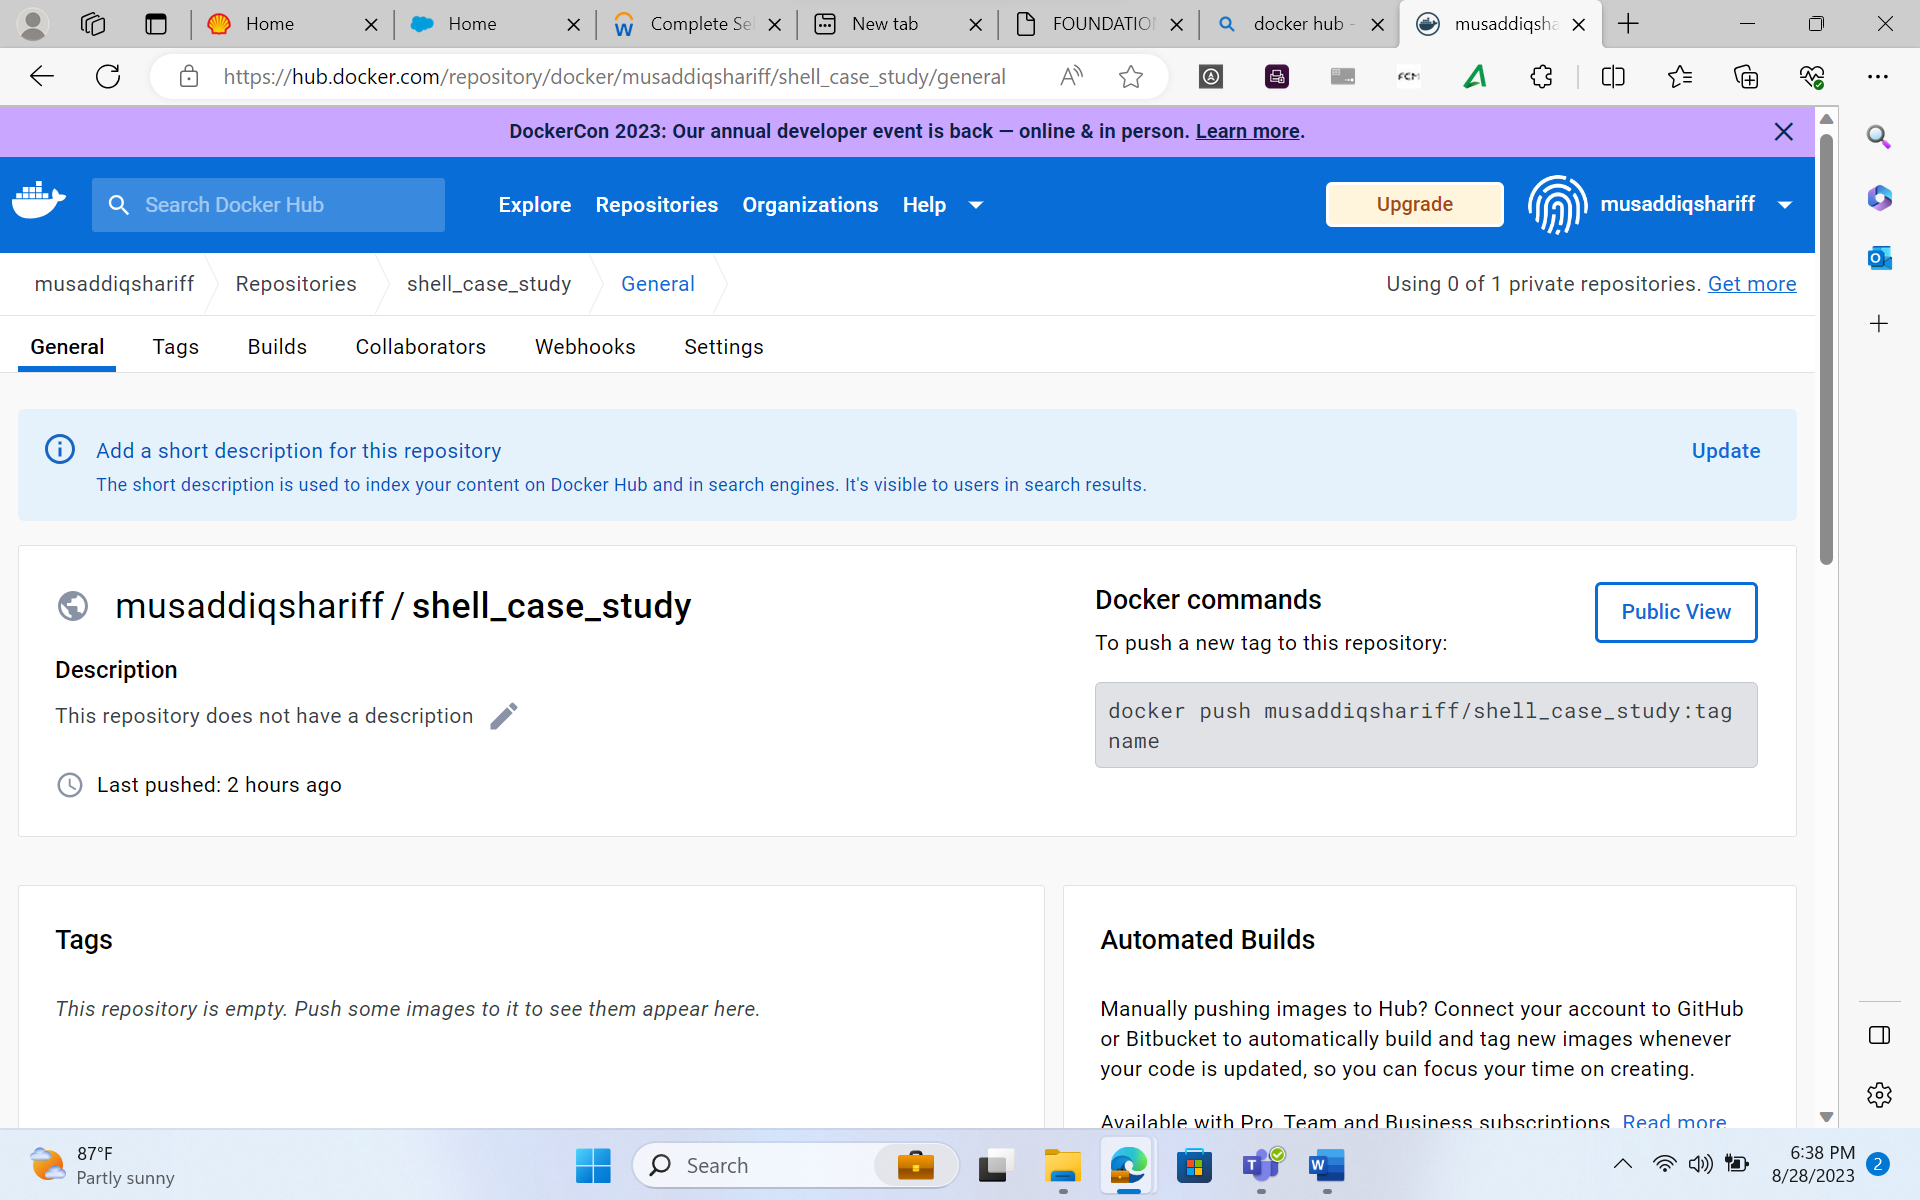 Home
Home
Complete Se
New tab
FOUNDATION
docker hub -
musaddiqsha
https://hub.docker.com/repository/docker/musaddiqshariff/shell_case_study/general
DockerCon 2023: Our annual developer event is back — online & in person. Learn more.
Search Docker Hub
Explore
Repositories
Organizations
Help
Upgrade
musaddiqshariff
musaddiqshariff
Repositories
shell_case_study
General
Using 0 of 1 private repositories. Get more
General
Tags
Builds
Collaborators
Webhooks
Settings
Add a short description for this repository
Update
The short description is used to index your content on Docker Hub and in search engines. It's visible to users in search results.
musaddiqshariff / shell_case_study
Description
This repository does not have a description
Last pushed: 2 hours ago
Docker commands
Public View
To push a new tag to this repository:
docker push musaddiqshariff/shell_case_study:tag
name
Tags
This repository is empty. Push some images to it to see them appear here.
Automated Builds
Manually pushing images to Hub? Connect your account to GitHub
or Bitbucket to automatically build and tag new images whenever
your code is updated, so you can focus your time on creating.
Available with Pro, Team and Business subscriptions. Read more
87°F
Partly sunny
Search
6:38 PM
8/28/2023
2